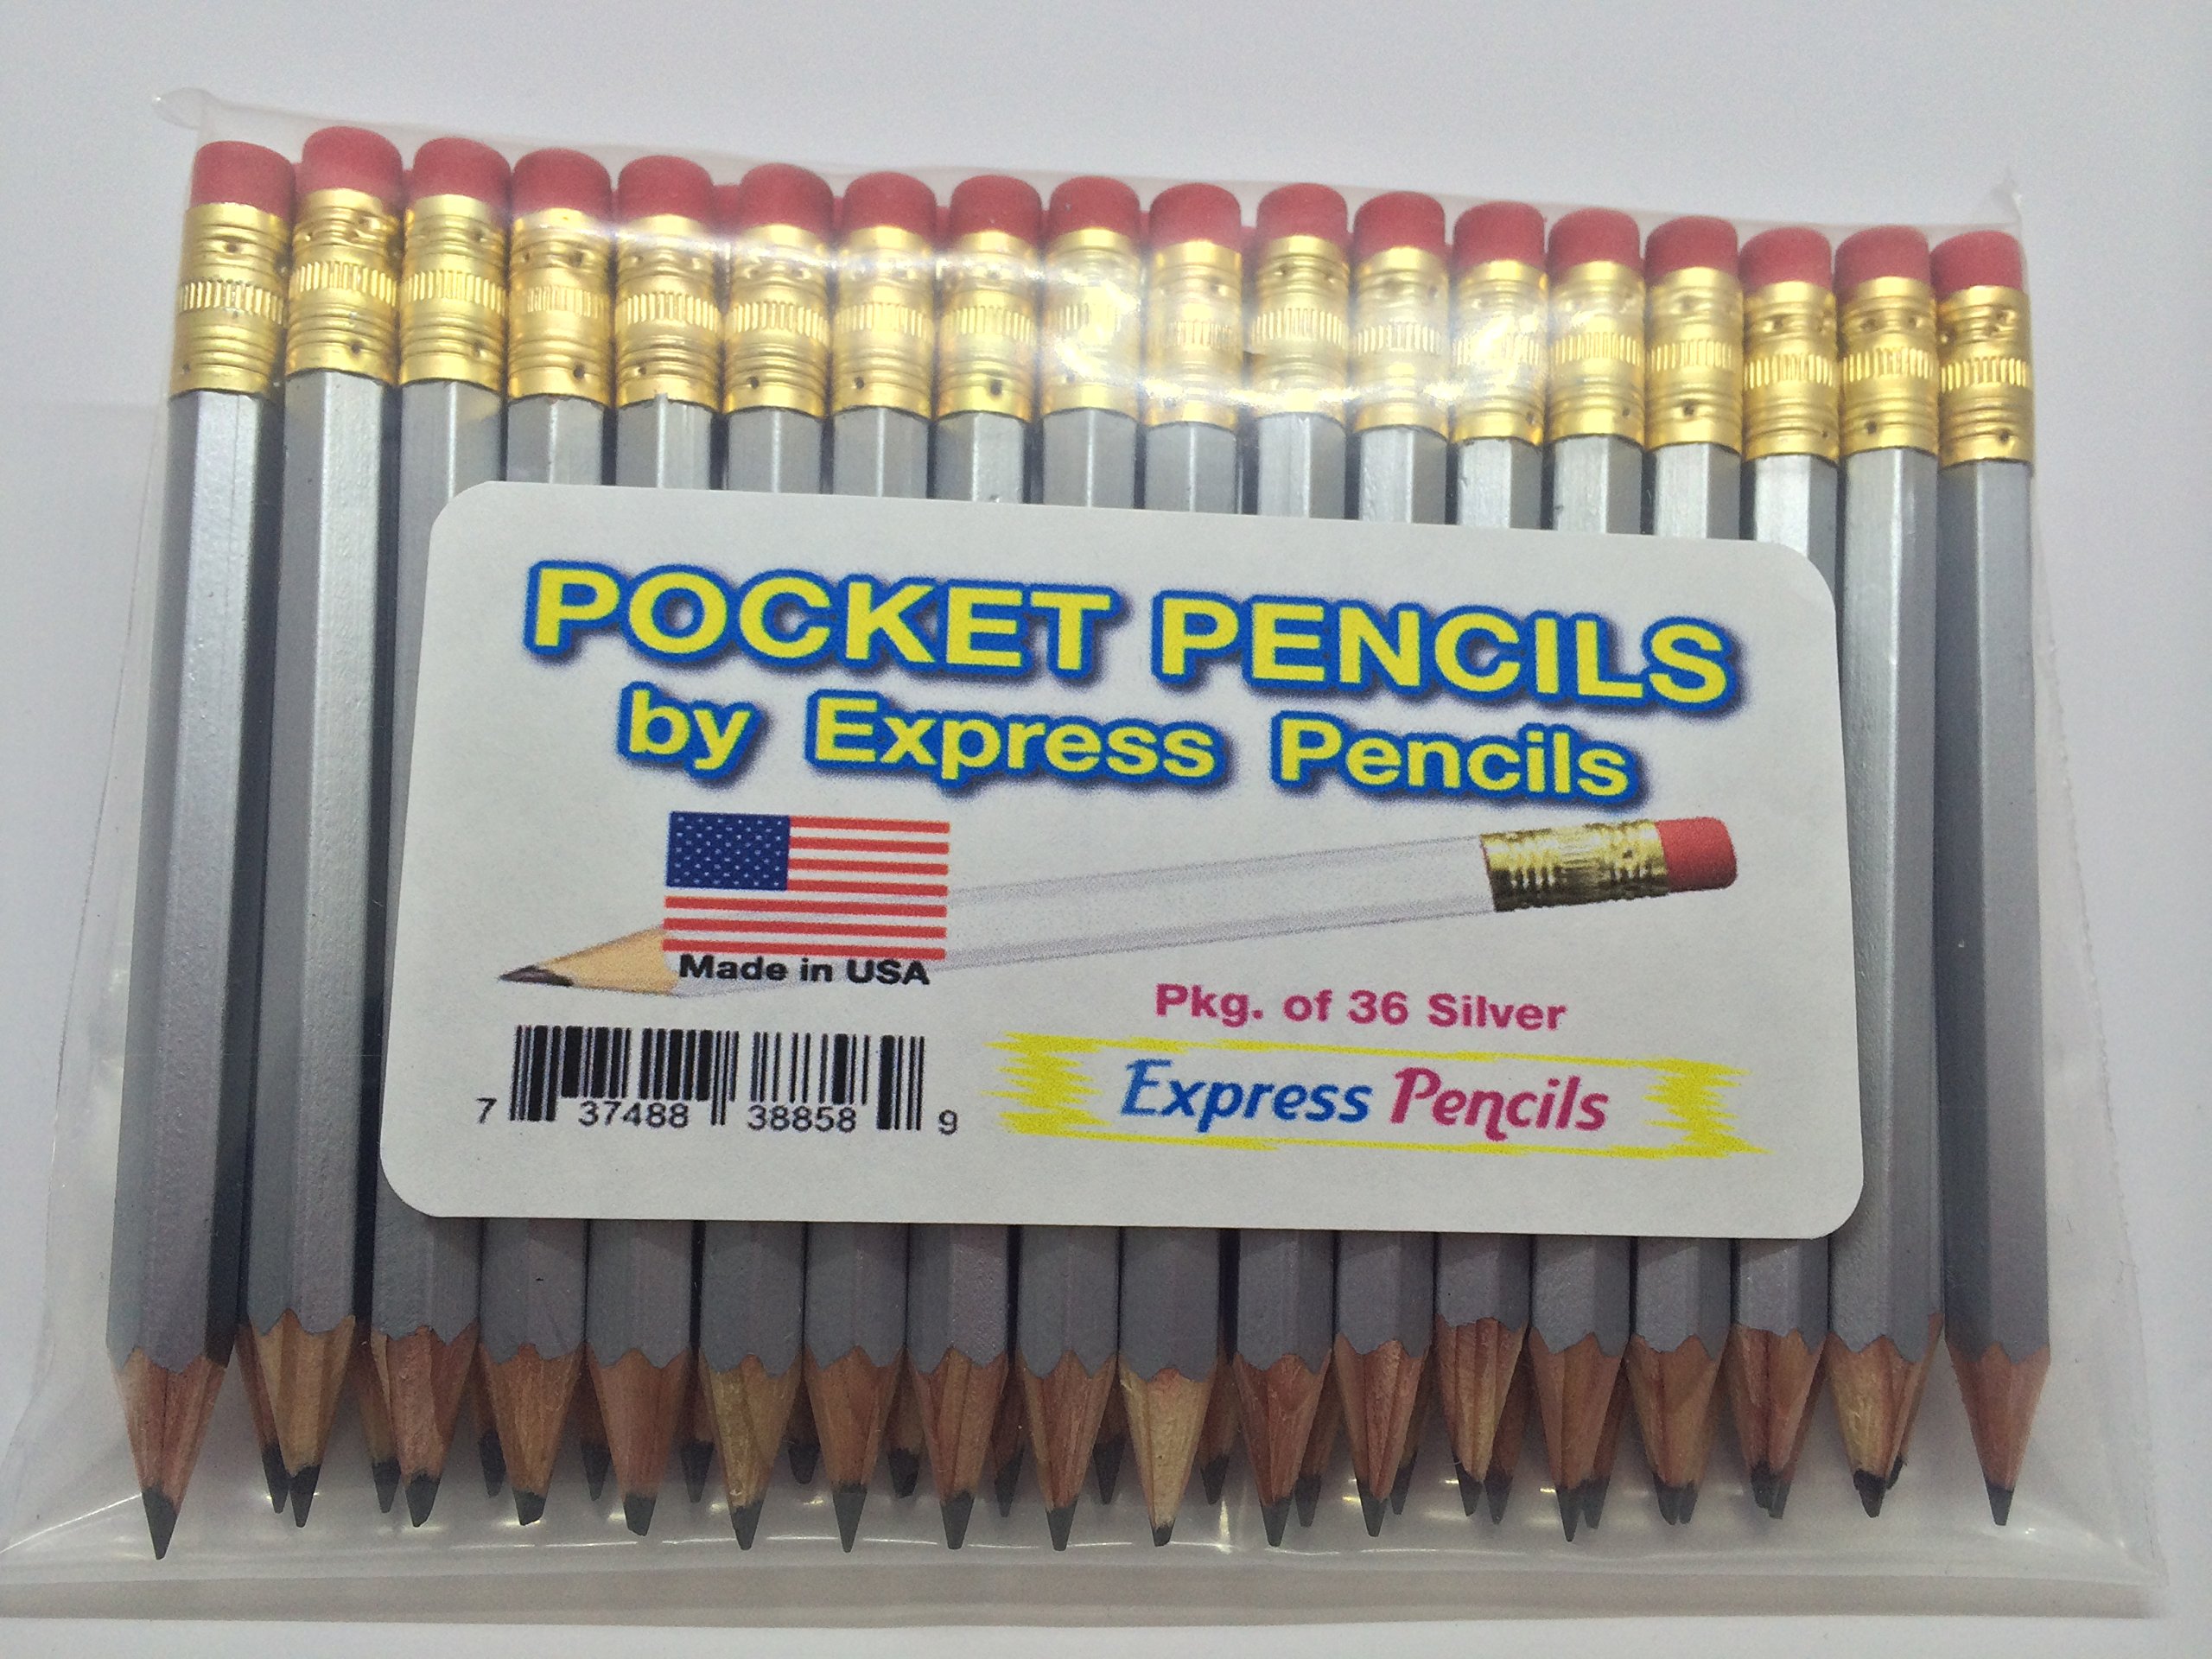 POCKET PENCILS
by Express Pencils
Made in USA
Pkg. of 36 Silver
Express Pencils
7 37488 38858 9